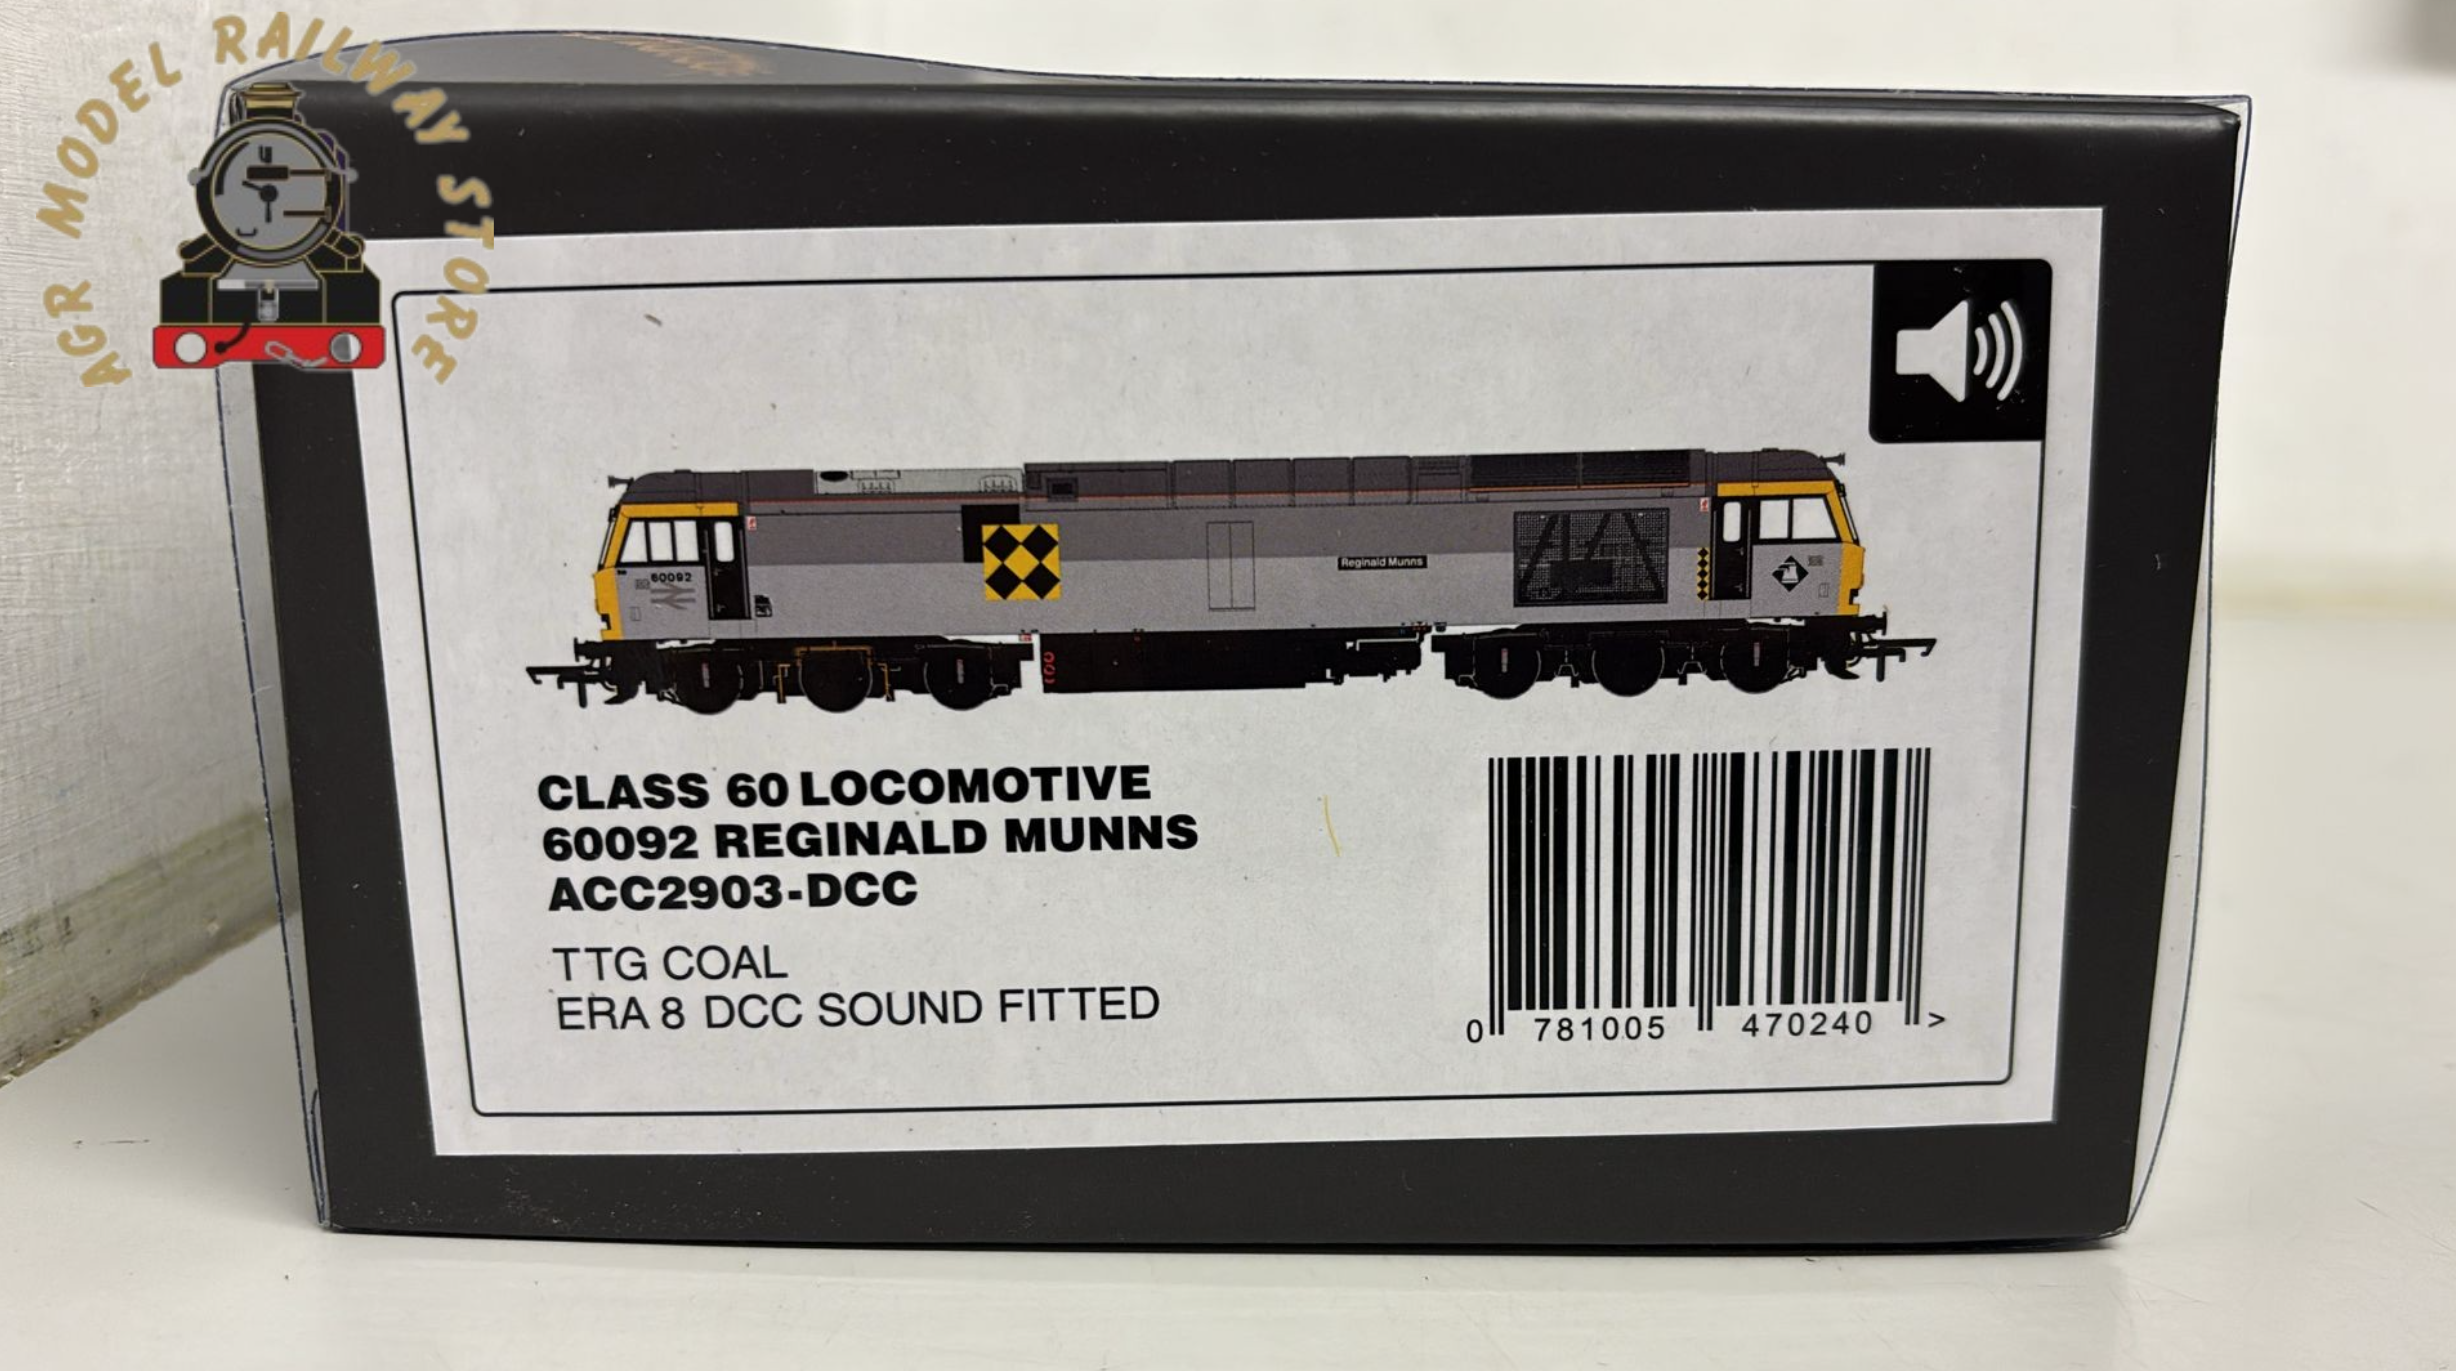 AGR MODEL RAILWAY STORE
60092
Reginald Munns
CLASS 60 LOCOMOTIVE
60092 REGINALD MUNNS
ACC2903-DCC
TTG COAL
ERA 8 DCC SOUND FITTED
0 781005 470240 >